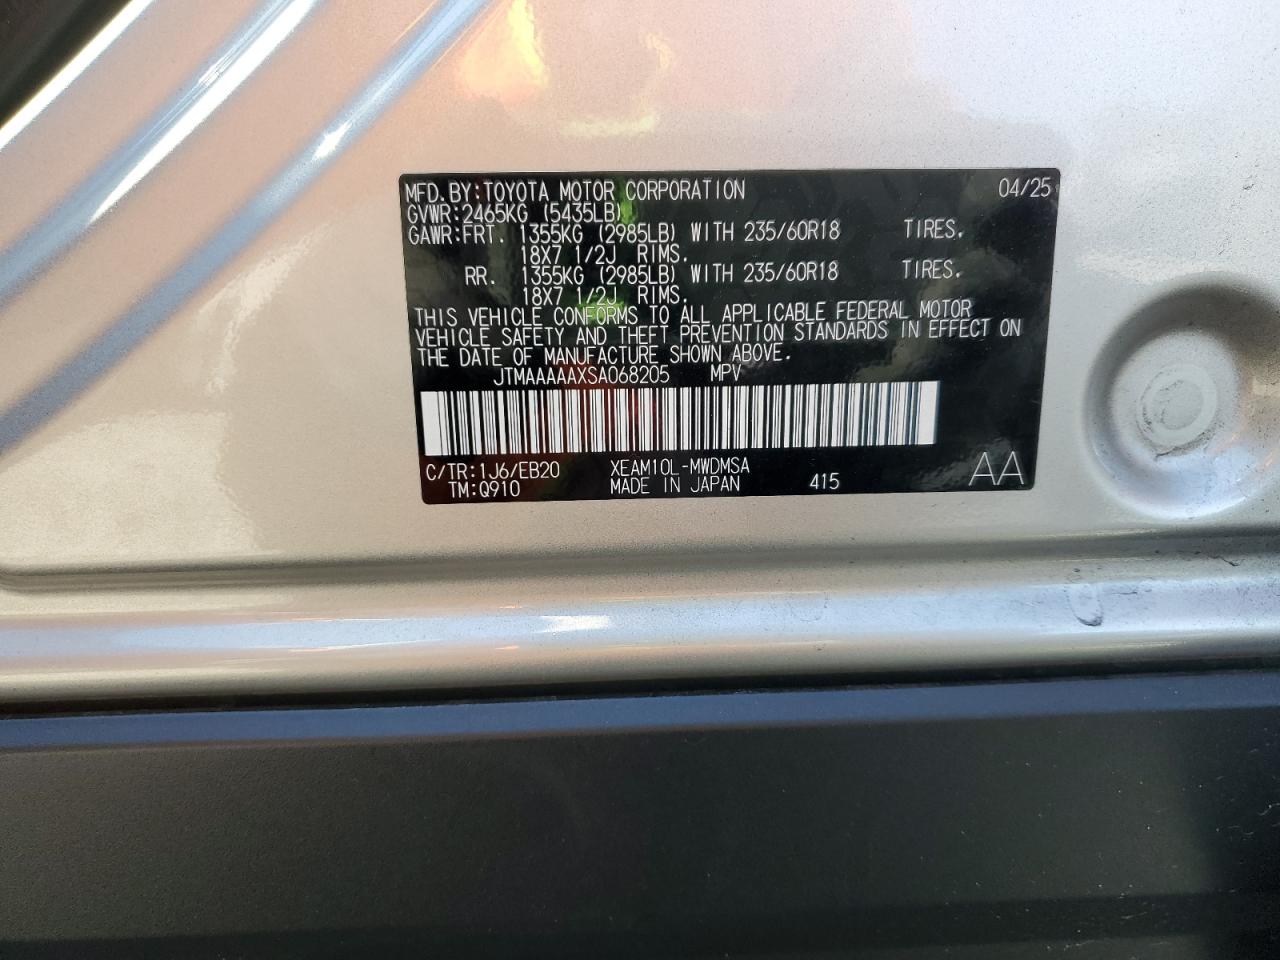 MFD.BY:TOYOTA MOTOR CORPORATION 04/25
GVWR:2465KG (5435LB)
GAWR:FRT. 1355KG (2985LB) WITH 235/60R18 TIRES.
18X7 1/2J RIMS.
RR. 1355KG (2985LB) WITH 235/60R18 TIRES.
18X7 1/2J RIMS.
THIS VEHICLE CONFORMS TO ALL APPLICABLE FEDERAL MOTOR
VEHICLE SAFETY AND THEFT PREVENTION STANDARDS IN EFFECT ON
THE DATE OF MANUFACTURE SHOWN ABOVE.
JTMAAAAAXSA068205 MPV
C/TR:1J6/EB20 XEAM10L-MWDMSA
TM:Q910 MADE IN JAPAN 415 AA